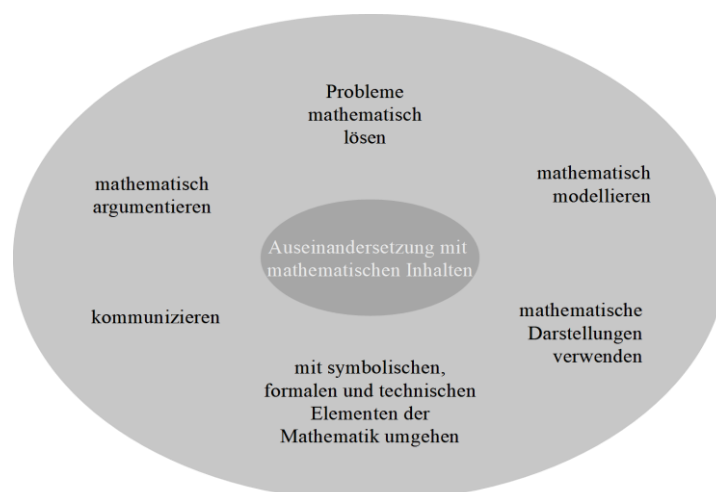 Probleme
mathematisch
lösen
mathematisch
argumentieren
mathematisch
modellieren
Auseinandersetzung mit
mathematischen Inhalten
kommunizieren
mathematische
Darstellungen
verwenden
mit symbolischen,
formalen und technischen
Elementen der
Mathematik umgehen